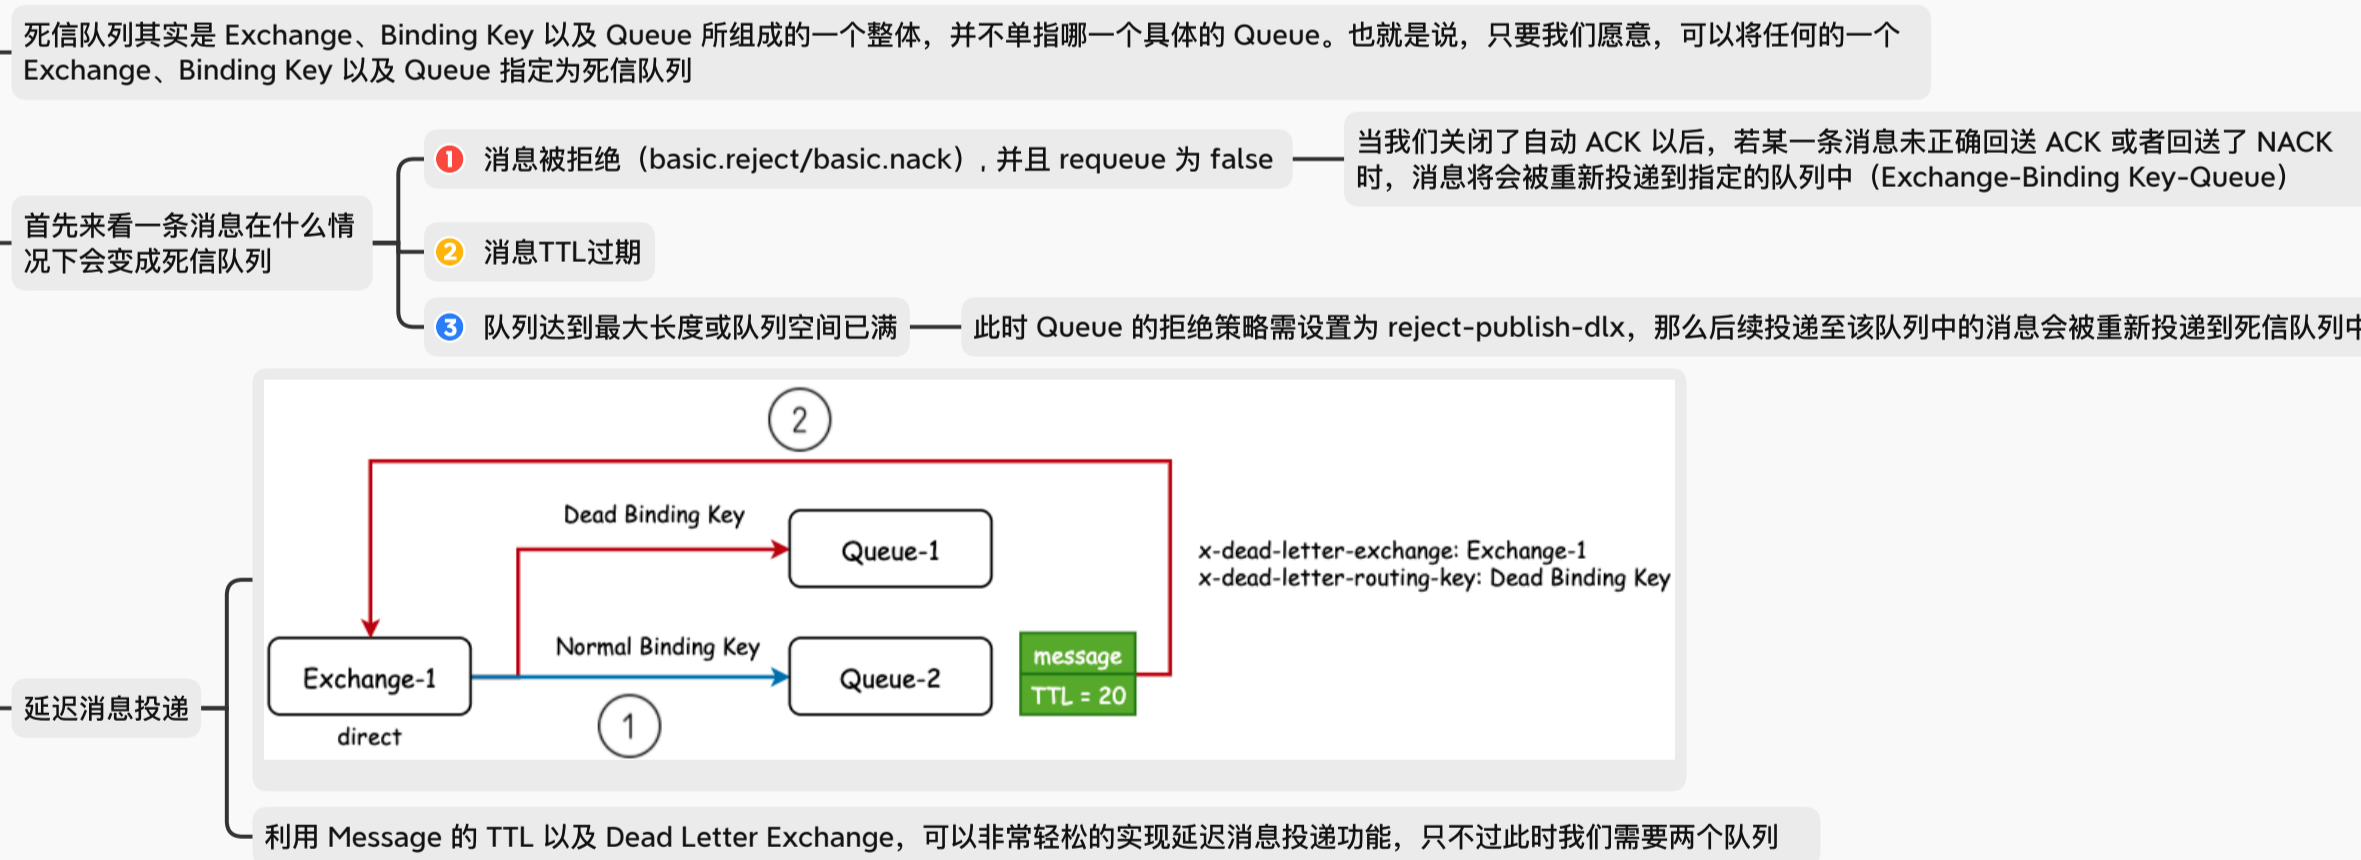 死信队列其实是 Exchange、Binding Key 以及 Queue 所组成的一个整体，并不单指哪一个具体的 Queue。也就是说，只要我们愿意，可以将任何的一个
Exchange、Binding Key 以及 Queue 指定为死信队列
首先来看一条消息在什么情
况下会变成死信队列
1 消息被拒绝（basic.reject/basic.nack）, 并且 requeue 为 false
当我们关闭了自动 ACK 以后，若某一条消息未正确回送 ACK 或者回送了 NACK
时，消息将会被重新投递到指定的队列中（Exchange-Binding Key-Queue）
2 消息TTL过期
3 队列达到最大长度或队列空间已满
此时 Queue 的拒绝策略需设置为 reject-publish-dlx，那么后续投递至该队列中的消息会被重新投递到死信队列中
延迟消息投递
2
Dead Binding Key
Queue-1
x-dead-letter-exchange: Exchange-1
x-dead-letter-routing-key: Dead Binding Key
Normal Binding Key
Exchange-1
Queue-2
message
TTL = 20
direct
1
利用 Message 的 TTL 以及 Dead Letter Exchange，可以非常轻松的实现延迟消息投递功能，只不过此时我们需要两个队列